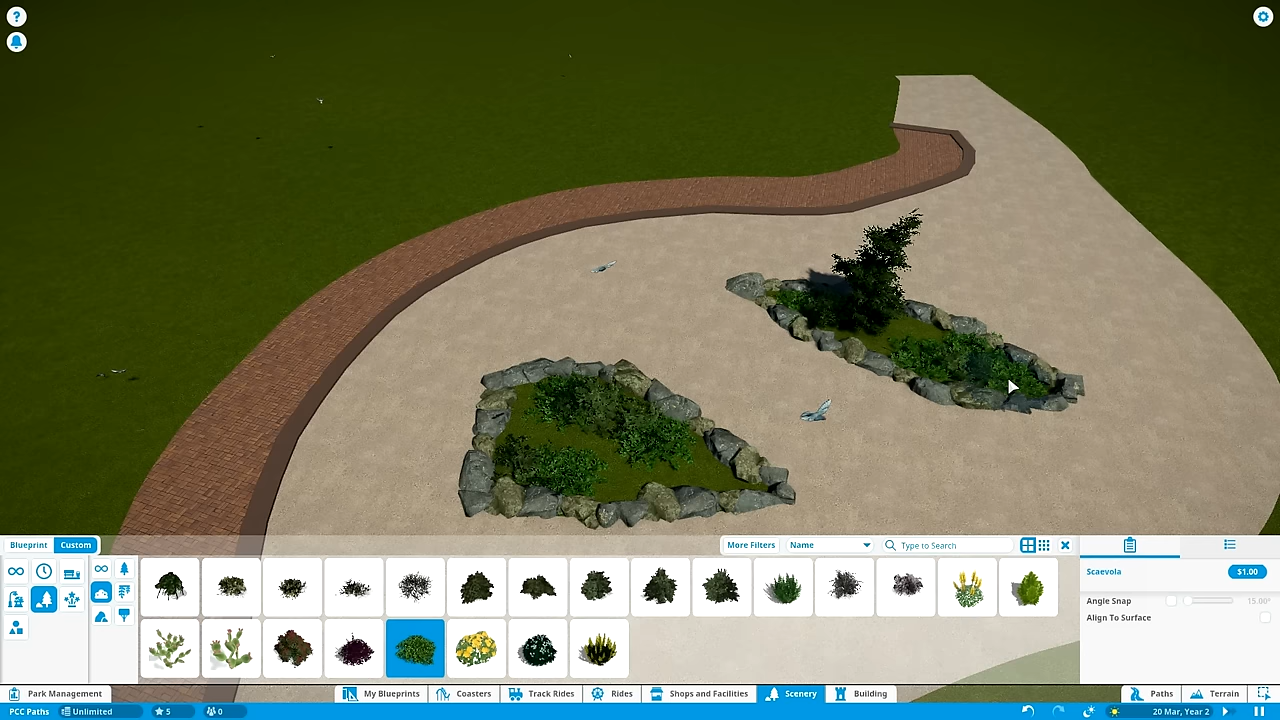 ?
Blueprint
Custom
More Filters
Name
Type to Search
Scaevola
$1.00
Angle Snap
15.00°
Align To Surface
Park Management
My Blueprints
Coasters
Track Rides
Rides
Shops and Facilities
Scenery
Building
Paths
Terrain
PCC Paths
Unlimited
5
0
20 Mar, Year 2